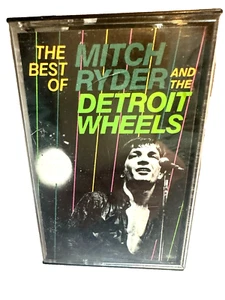 THE BEST OF
MITCH RYDER
AND THE
DETROIT WHEELS